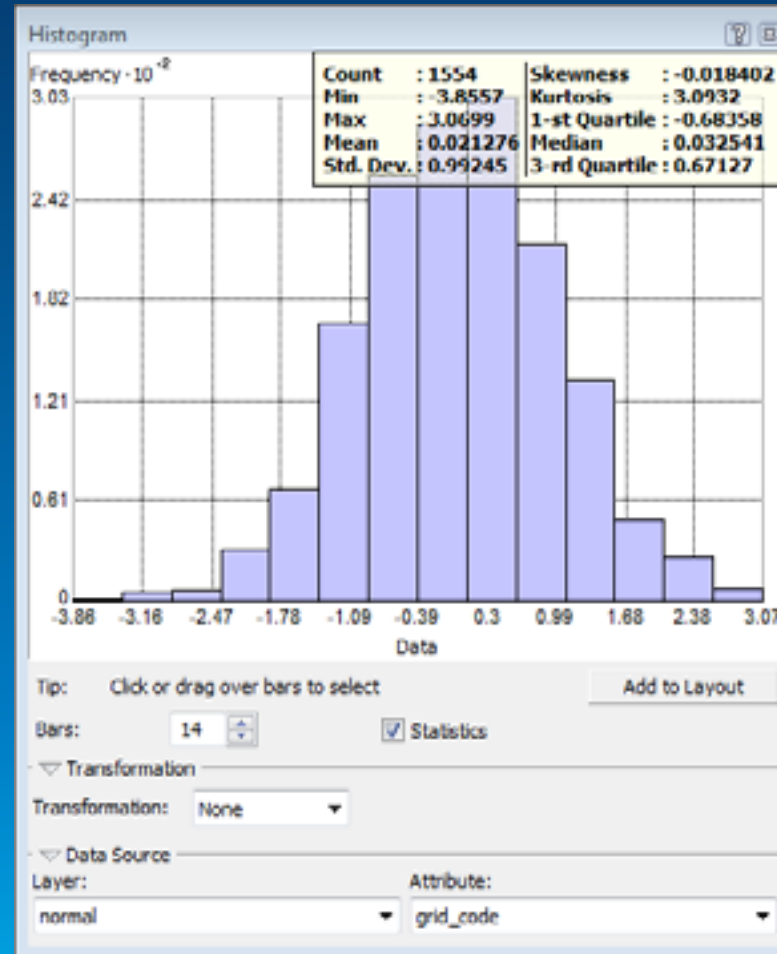 Histogram
Frequency · 10 -2
Count : 1554 Skewness : -0.018402
Min : -3.8557 Kurtosis : 3.0932
Max : 3.0699 1-st Quartile : -0.68358
Mean : 0.021276 Median : 0.032541
Std. Dev. : 0.99245 3-rd Quartile : 0.67127
3.03
2.42
1.82
1.21
0.61
0
-3.86 -3.16 -2.47 -1.78 -1.09 -0.39 0.3 0.99 1.68 2.38 3.07
Data
Tip: Click or drag over bars to select Add to Layout
Bars: 14 Statistics
Transformation
Transformation: None
Data Source
Layer: Attribute:
normal grid_code